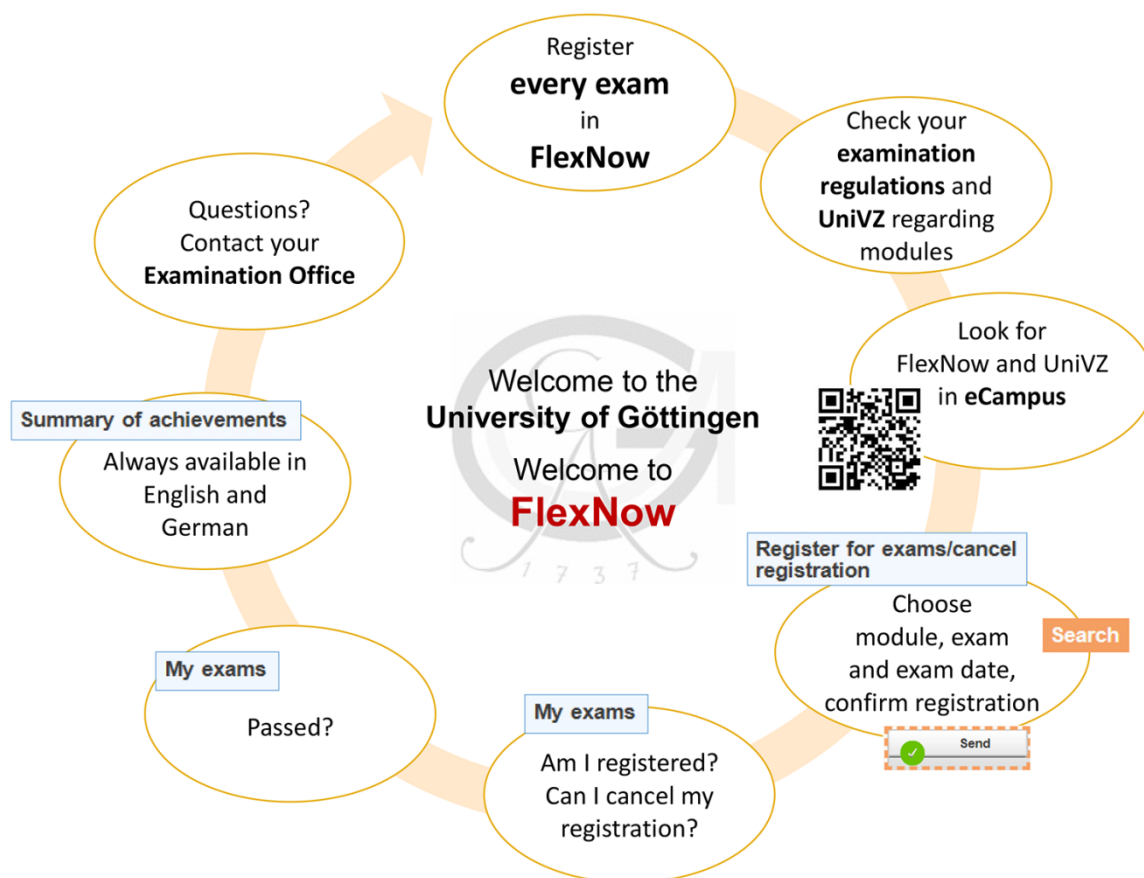 Register
every exam
in
FlexNow
Check your
examination
regulations and
UniVZ regarding
modules
Look for
FlexNow and UniVZ
in eCampus
Register for exams/cancel
registration
Choose
module, exam
and exam date,
confirm registration
Search
Send
My exams
Am I registered?
Can I cancel my
registration?
My exams
Passed?
Summary of achievements
Always available in
English and
German
Questions?
Contact your
Examination Office
Welcome to the
University of Göttingen
Welcome to
FlexNow
1737